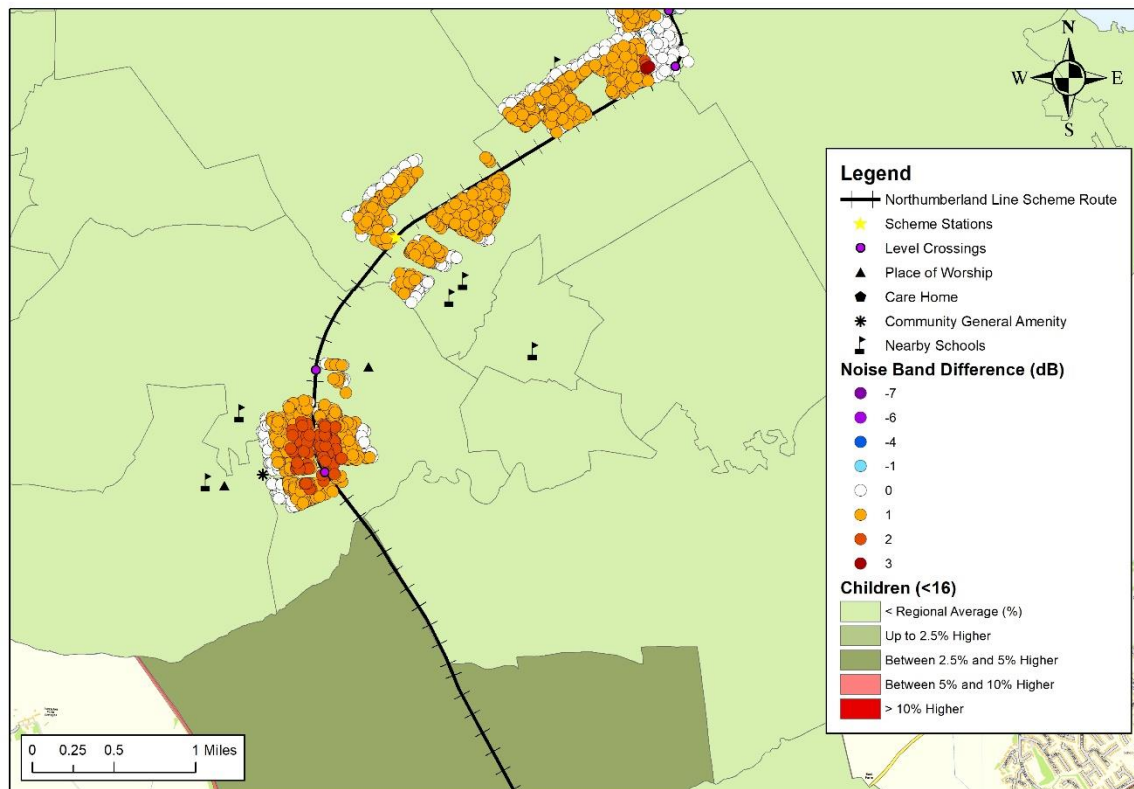 N
W E
S
Legend
Northumberland Line Scheme Route
Scheme Stations
Level Crossings
Place of Worship
Care Home
Community General Amenity
Nearby Schools
Noise Band Difference (dB)
-7
-6
-4
-1
0
1
2
3
Children (<16)
< Regional Average (%)
Up to 2.5% Higher
Between 2.5% and 5% Higher
Between 5% and 10% Higher
> 10% Higher
0 0.25 0.5 1 Miles